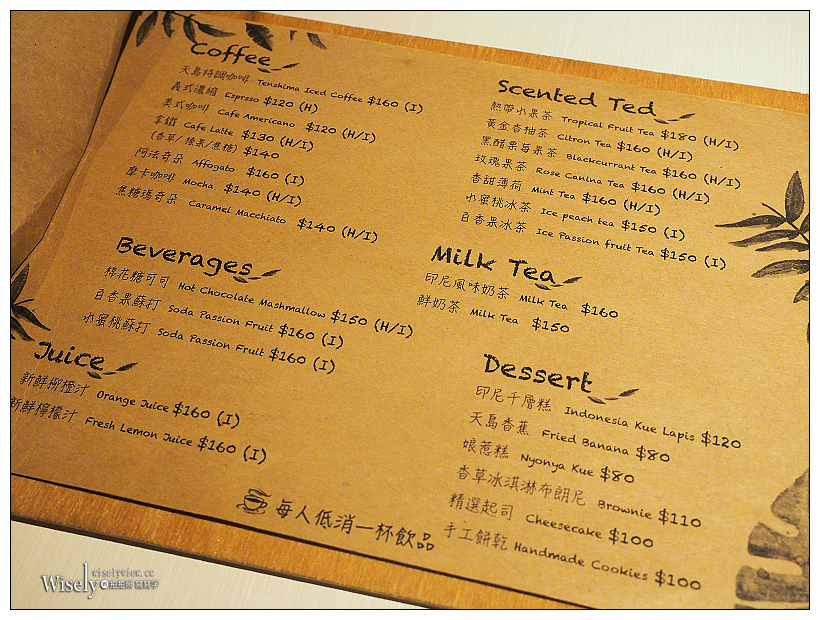 Coffee
天島特調咖啡 Tenshima Iced Coffee $160 (I)
義式濃縮 Esprsso $120 (H)
美式咖啡 Cafe Americano $120 (H/I)
拿鐵 Cafe Latte $130 (H/I)
(香草/榛果/焦糖) $140
阿法奇朵 Affogato $160 (I)
摩卡咖啡 Mocha $140 (H/I)
焦糖瑪奇朵 Caramel Macchiato $140 (H/I)
Beverages
棉花糖可可 Hot Chocolate Mashmallow $150 (H/I)
百香果蘇打 Soda Passion Fruit $160 (I)
水蜜桃蘇打 Soda Passion Fruit $160 (I)
Juice
新鮮柳橙汁 Orange Juice $160 (I)
新鮮檸檬汁 Fresh Lemon Juice $160 (I)
Scented Ted
熱帶水果茶 Tropical Fruit Tea $180 (H/I)
黃金香柚茶 Citron Tea $160 (H/I)
黑醋栗莓果茶 Blackcurrant Tea $160 (H/I)
玫瑰果茶 Rose Canina Tea $160 (H/I)
香甜薄荷 Mint Tea $160 (H/I)
水蜜桃冰茶 Ice peach tea $150 (I)
百香果冰茶 Ice Passion fruit Tea $150 (I)
Milk Tea
印尼風味奶茶 Milk Tea $160
鮮奶茶 Milk Tea $150
Dessert
印尼千層糕 Indonesia Kue Lapis $120
天島香蕉 Fried Banana $80
娘惹糕 Nyonya Kue $80
香草冰淇淋布朗尼 Brownie $110
精選起司 Cheesecake $100
手工餅乾 Handmade Cookies $100
每人低消一杯飲品
wiselyview.cc
Wisely